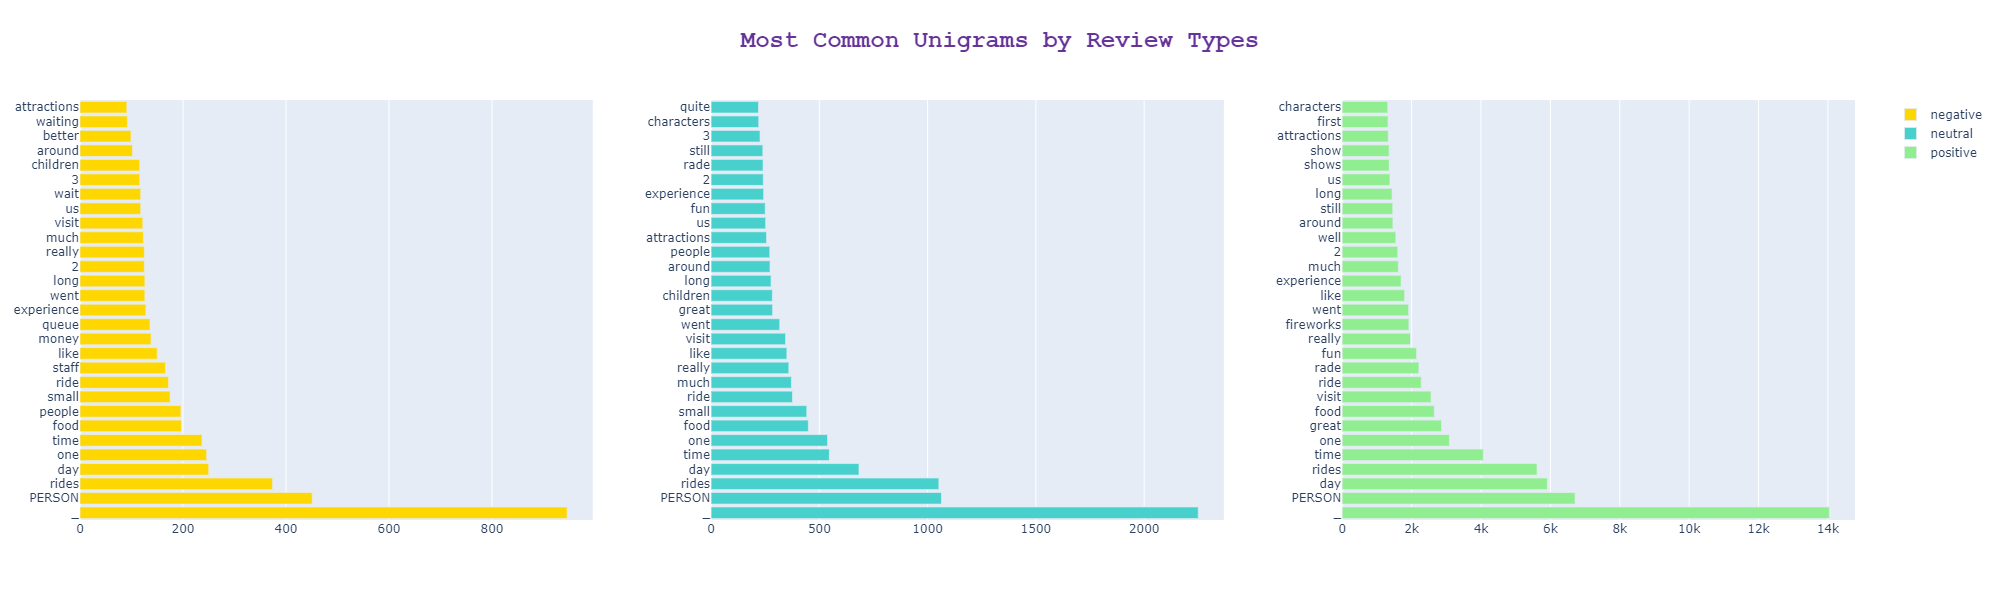 Most Common Unigrams by Review Types
attractions
waiting
better
around
children
3
wait
us
visit
much
really
2
long
went
experience
queue
money
like
staff
ride
small
people
food
time
one
day
rides
PERSON
_
0 200 400 600 800
quite
characters
3
still
rade
2
experience
fun
us
attractions
people
around
long
children
great
went
visit
like
really
much
ride
small
food
one
time
day
rides
PERSON
_
0 500 1000 1500 2000
characters
first
attractions
show
shows
us
long
still
around
well
2
much
experience
like
went
fireworks
really
fun
rade
ride
visit
food
great
one
time
rides
day
PERSON
_
0 2k 4k 6k 8k 10k 12k 14k
negative
neutral
positive